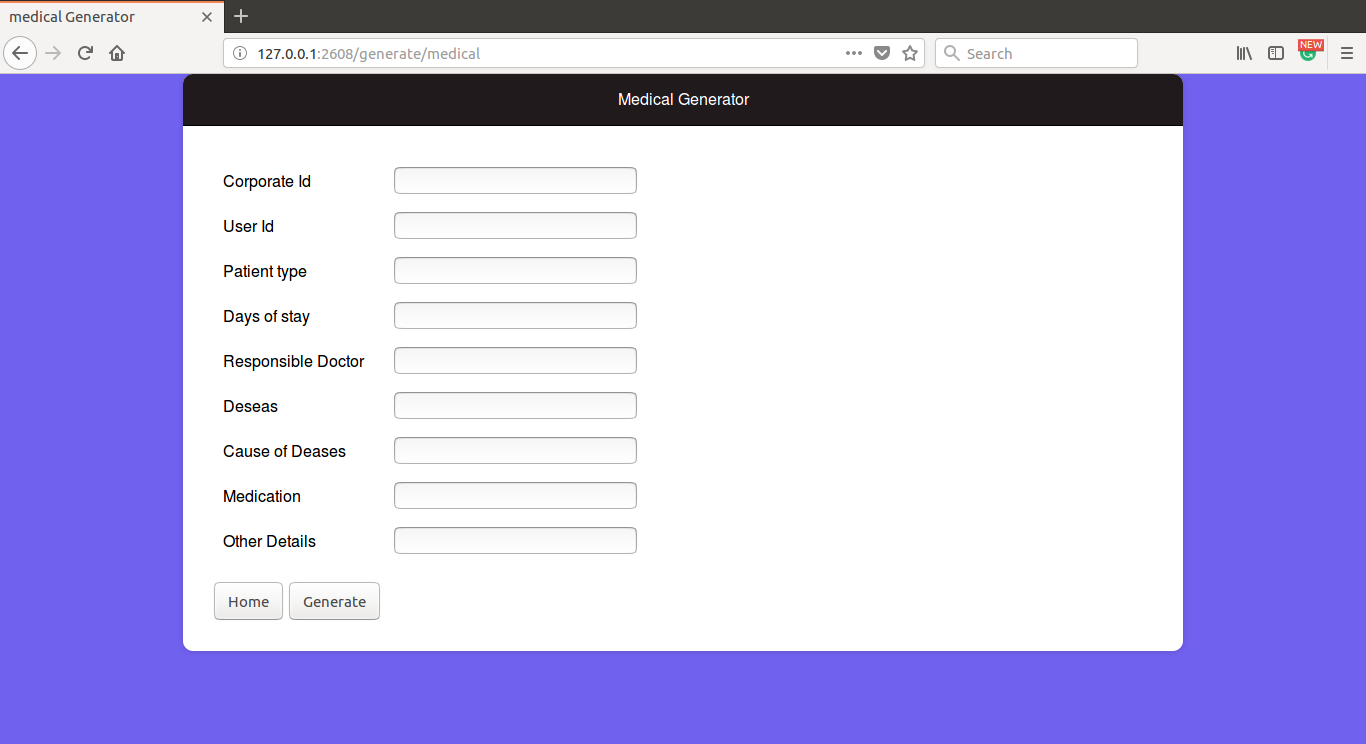 medical Generator
127.0.0.1:2608/generate/medical
Search
NEW
Medical Generator
Corporate Id
User Id
Patient type
Days of stay
Responsible Doctor
Deseas
Cause of Deases
Medication
Other Details
Home Generate